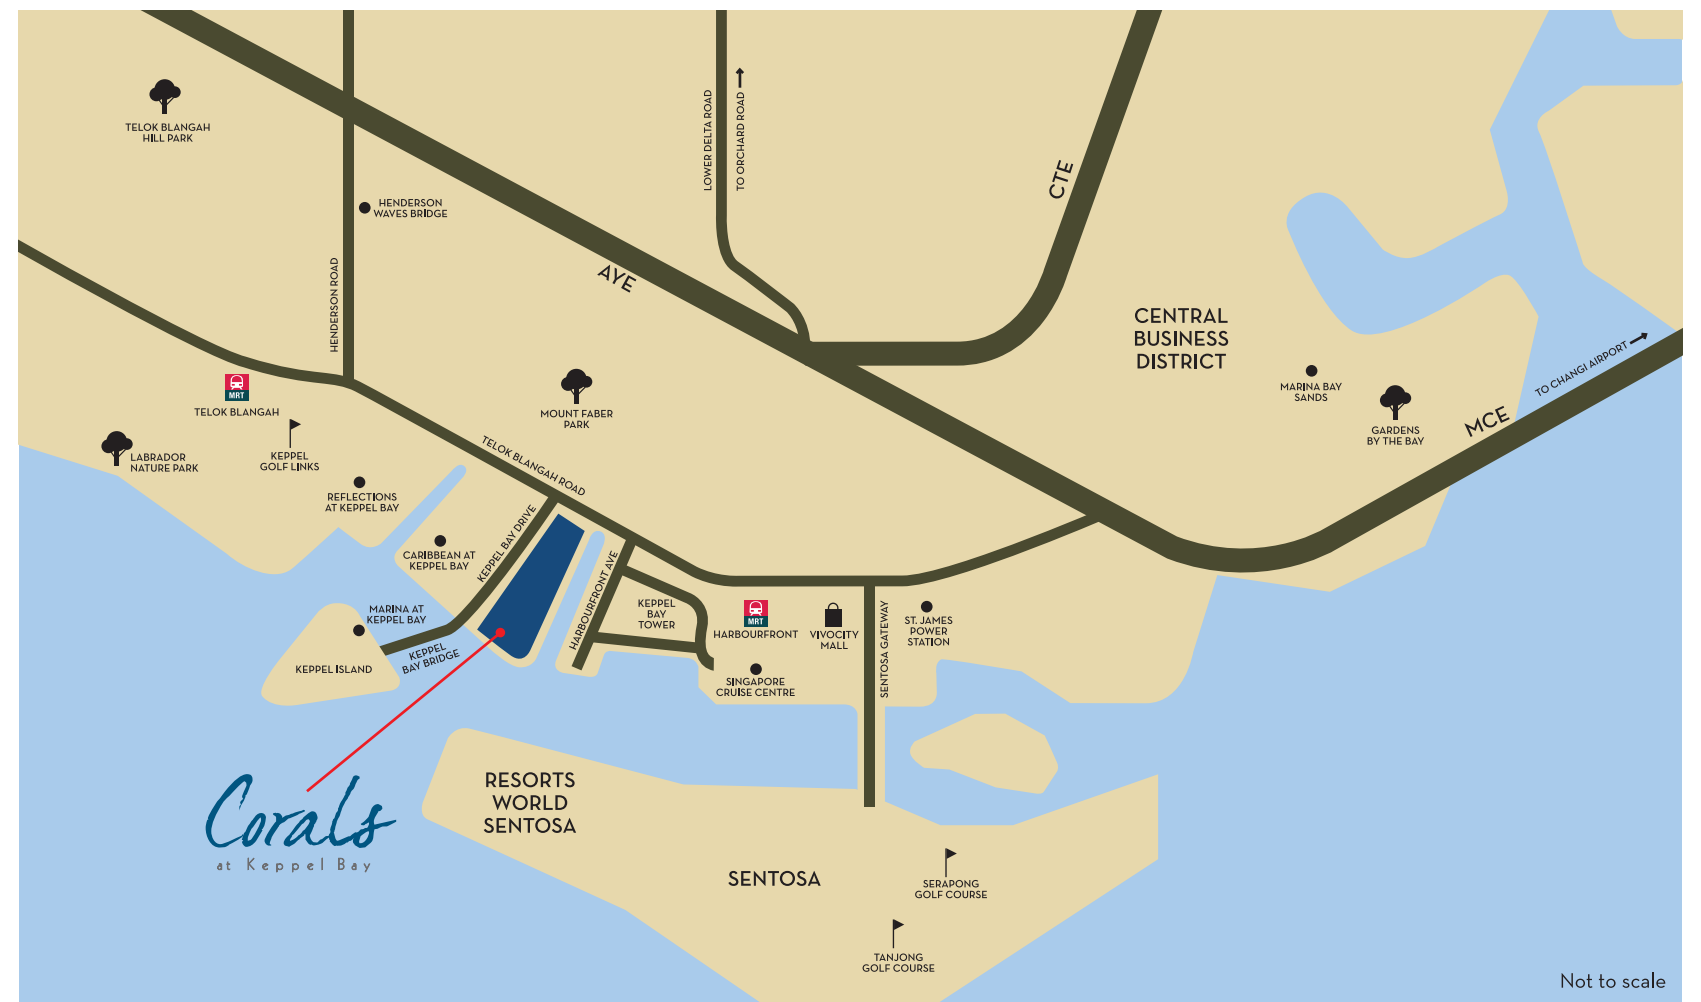 TELOK BLANGAH
HILL PARK
HENDERSON
WAVES BRIDGE
HENDERSON ROAD
LOWER DELTA ROAD
TO ORCHARD ROAD
CTE
AYE
CENTRAL
BUSINESS
DISTRICT
MARINA BAY
SANDS
GARDENS
BY THE BAY
MCE
TO CHANGI AIRPORT
MRT
TELOK BLANGAH
MOUNT FABER
PARK
LABRADOR
NATURE PARK
KEPPEL
GOLF LINKS
TELOK BLANGAH ROAD
REFLECTIONS
AT KEPPEL BAY
CARIBBEAN AT
KEPPEL BAY
KEPPEL BAY DRIVE
HARBOURFRONT AVE
MARINA AT
KEPPEL BAY
KEPPEL ISLAND
KEPPEL
BAY BRIDGE
KEPPEL
BAY
TOWER
MRT
HARBOURFRONT
VIVOCITY
MALL
SENTOSA GATEWAY
ST. JAMES
POWER
STATION
SINGAPORE
CRUISE CENTRE
Corals
at Keppel Bay
RESORTS
WORLD
SENTOSA
SENTOSA
SERAPONG
GOLF COURSE
TANJONG
GOLF COURSE
Not to scale